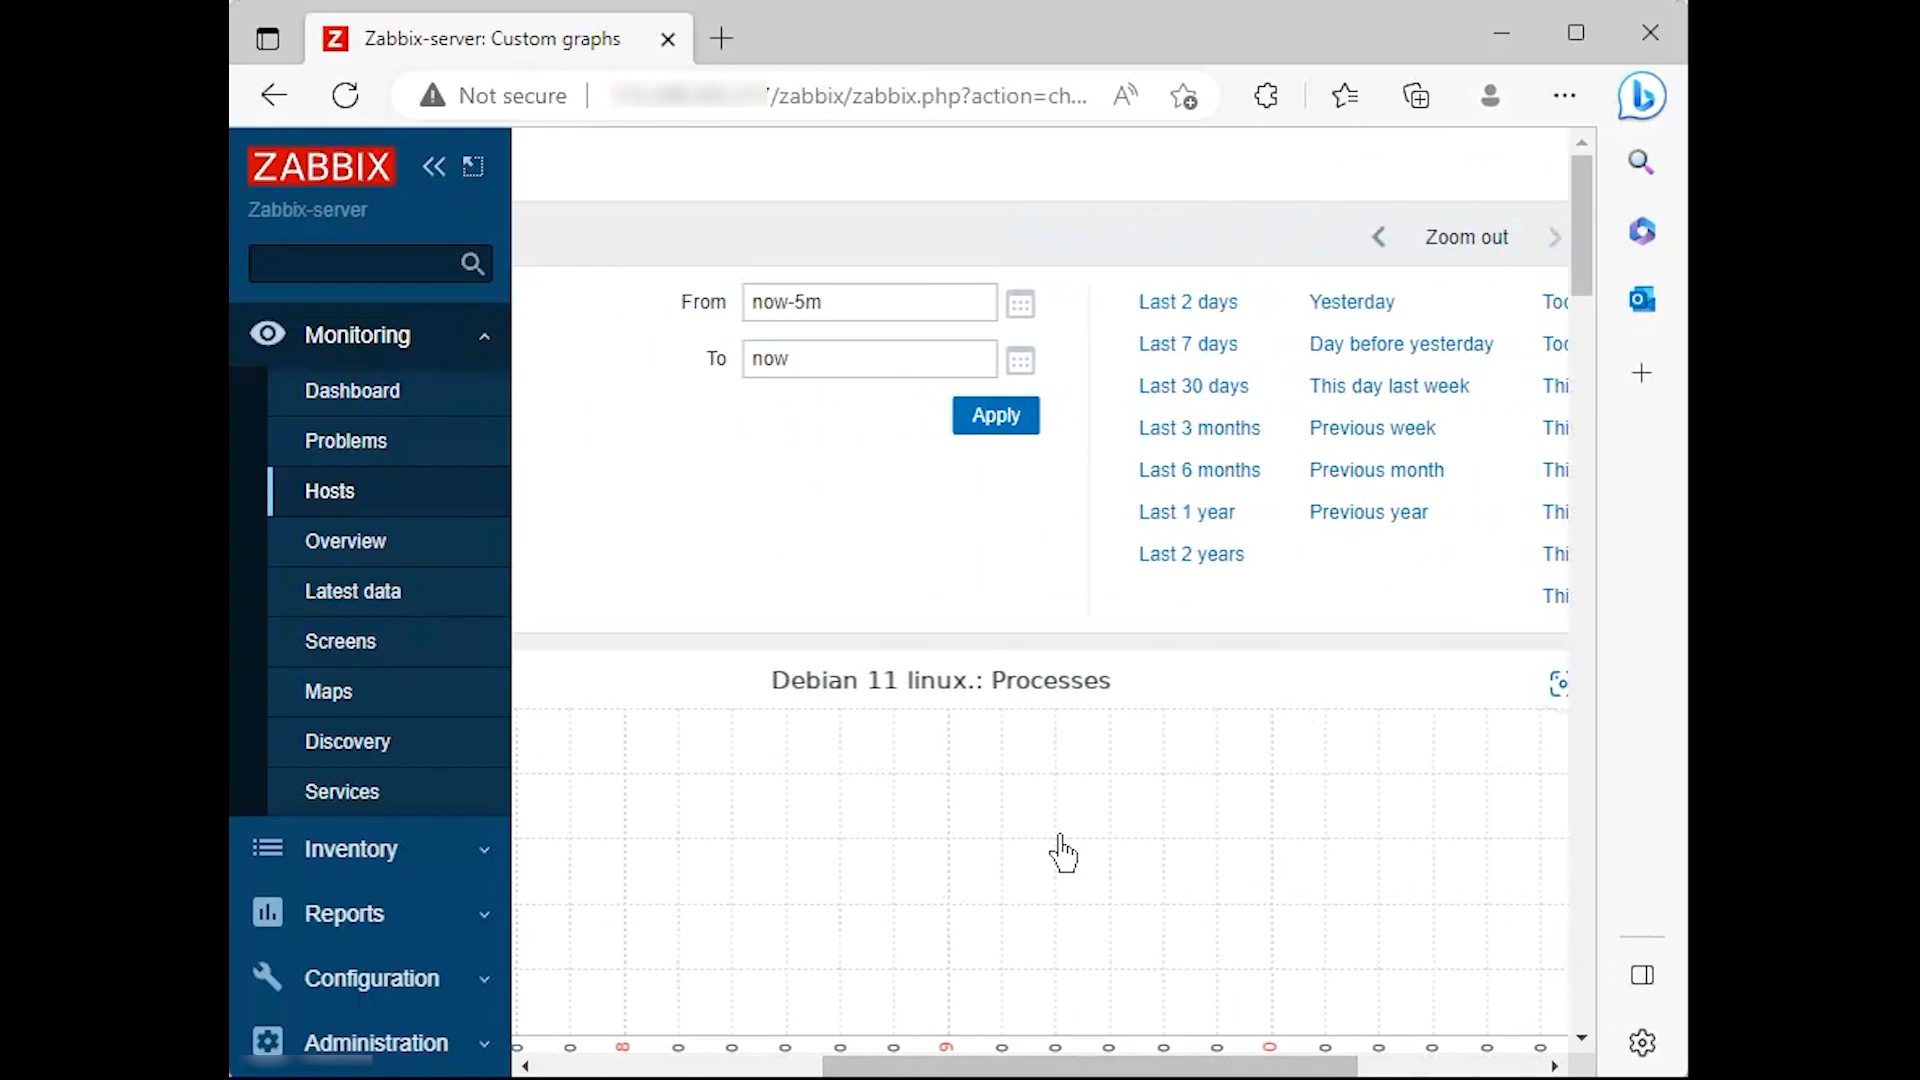 Zabbix-server: Custom graphs
Not secure
/zabbix/zabbix.php?action=ch...
ZABBIX
Zabbix-server
Zoom out
From now-5m
To now
Apply
Last 2 days Yesterday
Last 7 days Day before yesterday
Last 30 days This day last week
Last 3 months Previous week
Last 6 months Previous month
Last 1 year Previous year
Last 2 years
Monitoring
Dashboard
Problems
Hosts
Overview
Latest data
Screens
Maps
Discovery
Services
Inventory
Reports
Configuration
Administration
Debian 11 linux.: Processes